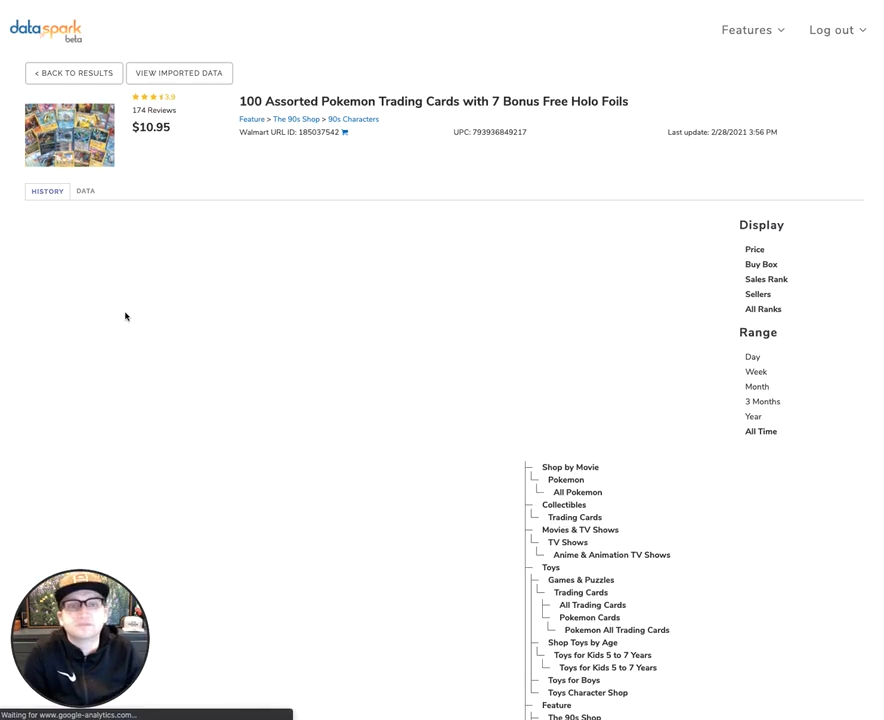 data spark
beta
Features
Log out
< BACK TO RESULTS
VIEW IMPORTED DATA
3.9
174 Reviews
$10.95
100 Assorted Pokemon Trading Cards with 7 Bonus Free Holo Foils
Feature > The 90s Shop > 90s Characters
Walmart URL ID: 185037542
UPC: 793936849217
Last update: 2/28/2021 3:56 PM
HISTORY
DATA
Display
Price
Buy Box
Sales Rank
Sellers
All Ranks
Range
Day
Week
Month
3 Months
Year
All Time
Shop by Movie
Pokemon
All Pokemon
Collectibles
Trading Cards
Movies & TV Shows
TV Shows
Anime & Animation TV Shows
Toys
Games & Puzzles
Trading Cards
All Trading Cards
Pokemon Cards
Pokemon All Trading Cards
Shop Toys by Age
Toys for Kids 5 to 7 Years
Toys for Kids 5 to 7 Years
Toys for Boys
Toys Character Shop
Feature
The 90s Shop
Waiting for www.google-analytics.com...